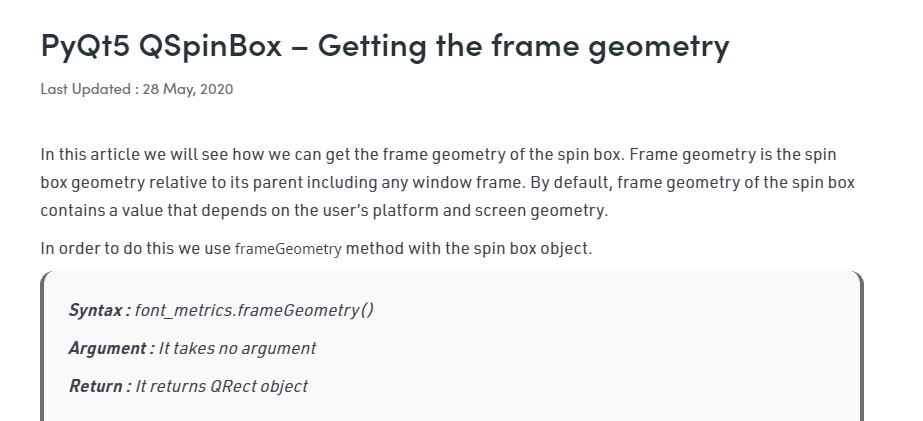 PyQt5 QSpinBox – Getting the frame geometry
Last Updated : 28 May, 2020
In this article we will see how we can get the frame geometry of the spin box. Frame geometry is the spin
box geometry relative to its parent including any window frame. By default, frame geometry of the spin box
contains a value that depends on the user’s platform and screen geometry.
In order to do this we use frameGeometry method with the spin box object.
Syntax : font_metrics.frameGeometry()
Argument : It takes no argument
Return : It returns QRect object